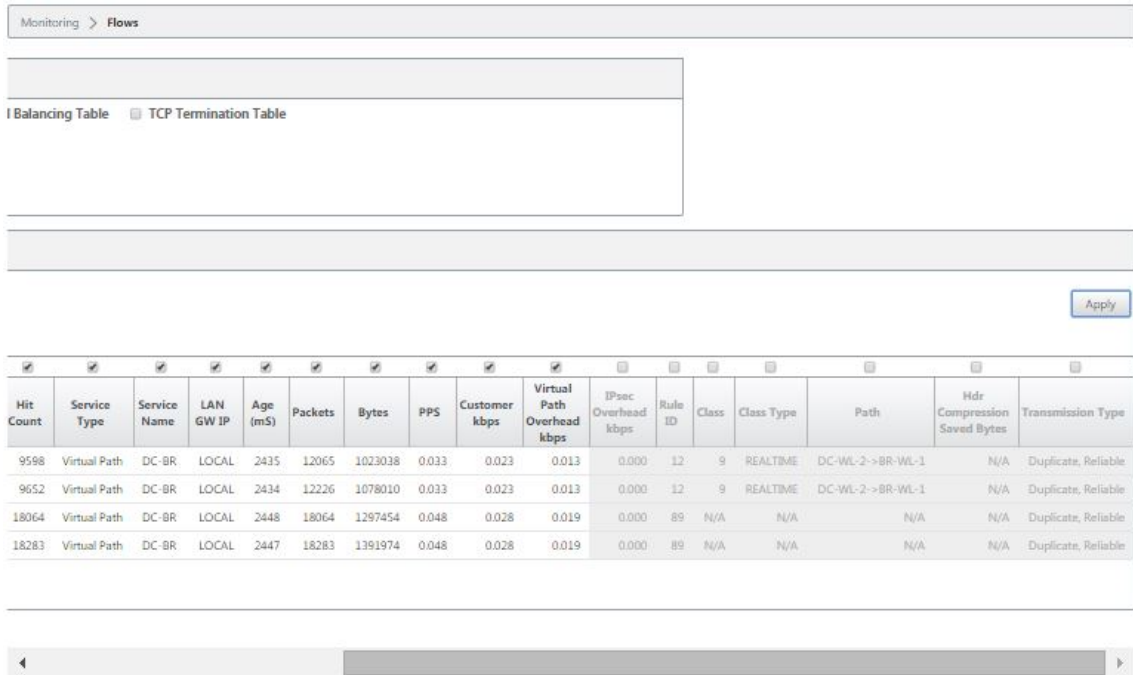 Monitoring > Flows
l Balancing Table TCP Termination Table
Apply
Hit Count Service Type Service Name LAN GW IP Age (mS) Packets Bytes PPS Customer kbps Virtual Path Overhead kbps IPsec Overhead kbps Rule ID Class Class Type Path Hdr Compression Saved Bytes Transmission Type
9598 Virtual Path DC-BR LOCAL 2435 12065 1023038 0.033 0.023 0.013 0.000 12 9 REALTIME DC-WL-2->BR-WL-1 N/A Duplicate, Reliable
9652 Virtual Path DC-BR LOCAL 2434 12226 1078010 0.033 0.023 0.013 0.000 12 9 REALTIME DC-WL-2->BR-WL-1 N/A Duplicate, Reliable
18064 Virtual Path DC-BR LOCAL 2448 18064 1297454 0.048 0.028 0.019 0.000 89 N/A N/A N/A N/A Duplicate, Reliable
18283 Virtual Path DC-BR LOCAL 2447 18283 1391974 0.048 0.028 0.019 0.000 89 N/A N/A N/A N/A Duplicate, Reliable